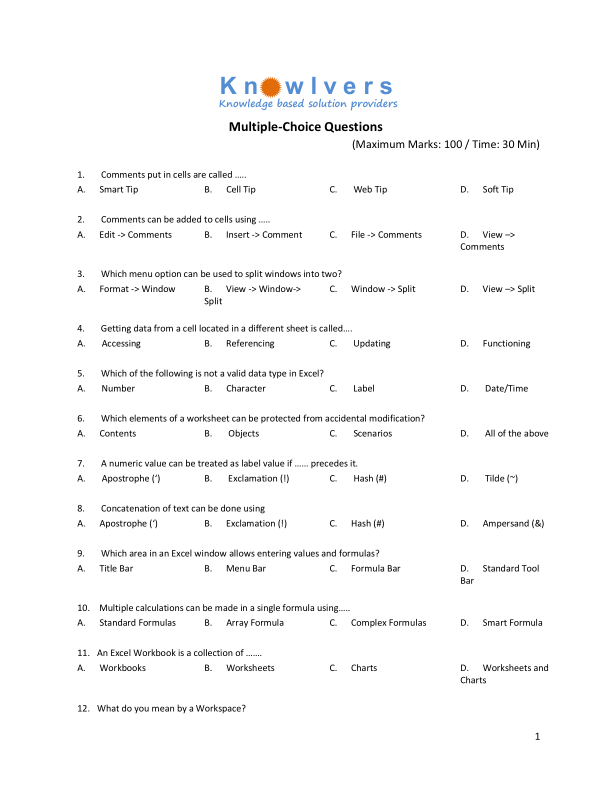 Knowlvers
Knowledge based solution providers
Multiple-Choice Questions
(Maximum Marks: 100 / Time: 30 Min)
1. Comments put in cells are called …..
A. Smart Tip B. Cell Tip C. Web Tip D. Soft Tip
2. Comments can be added to cells using …..
A. Edit -> Comments B. Insert -> Comment C. File -> Comments D. View –>
Comments
3. Which menu option can be used to split windows into two?
A. Format -> Window B. View -> Window-> C. Window -> Split D. View –> Split
Split
4. Getting data from a cell located in a different sheet is called….
A. Accessing B. Referencing C. Updating D. Functioning
5. Which of the following is not a valid data type in Excel?
A. Number B. Character C. Label D. Date/Time
6. Which elements of a worksheet can be protected from accidental modification?
A. Contents B. Objects C. Scenarios D. All of the above
7. A numeric value can be treated as label value if …… precedes it.
A. Apostrophe (‘) B. Exclamation (!) C. Hash (#) D. Tilde (~)
8. Concatenation of text can be done using
A. Apostrophe (‘) B. Exclamation (!) C. Hash (#) D. Ampersand (&)
9. Which area in an Excel window allows entering values and formulas?
A. Title Bar B. Menu Bar C. Formula Bar D. Standard Tool
Bar
10. Multiple calculations can be made in a single formula using…..
A. Standard Formulas B. Array Formula C. Complex Formulas D. Smart Formula
11. An Excel Workbook is a collection of …….
A. Workbooks B. Worksheets C. Charts D. Worksheets and
Charts
12. What do you mean by a Workspace?
1